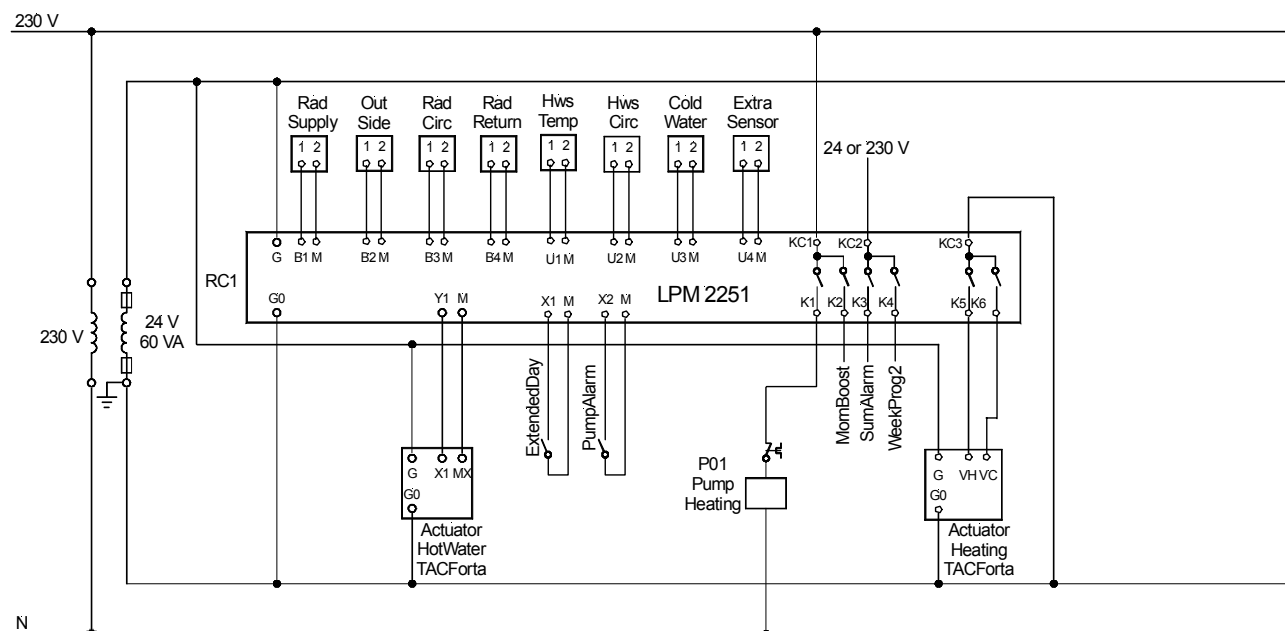 230 V
Rad Supply
Out Side
Rad Circ
Rad Return
Hws Temp
Hws Circ
Cold Water
Extra Sensor
1 2
1 2
1 2
1 2
1 2
1 2
1 2
1 2
24 or 230 V
G
B1 M
B2 M
B3 M
B4 M
U1 M
U2 M
U3 M
U4 M
KC1
KC2
KC3
RC1
LPM 2251
G0
Y1 M
X1 M
X2 M
K1
K2
K3
K4
K5
K6
230 V
24 V
60 VA
ExtendedDay
PumpAlarm
MomBoost
SumAlarm
WeekProg2
P01
Pump
Heating
G X1 MX
G0
Actuator
HotWater
TACForta
G VH VC
G0
Actuator
Heating
TACForta
N